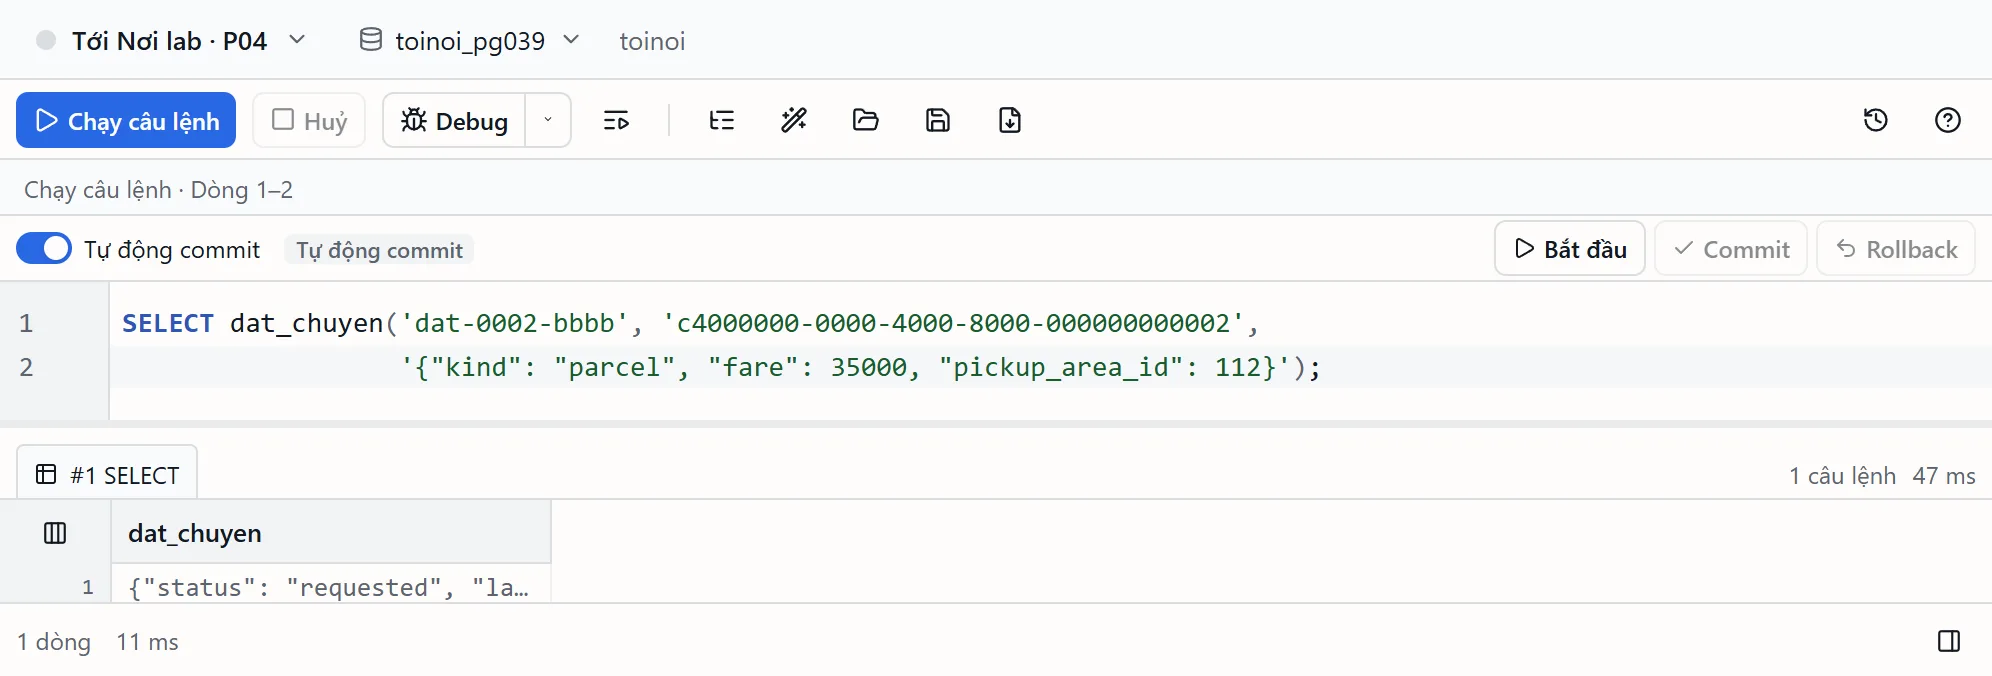 Tới Nơi lab · P04 toinoi_pg039 toinoi
Chạy câu lệnh Huỷ Debug
Chạy câu lệnh · Dòng 1–2
Tự động commit Tự động commit Bắt đầu Commit Rollback
1 SELECT dat_chuyen('dat-0002-bbbb', 'c4000000-0000-4000-8000-000000000002',
2 '{"kind": "parcel", "fare": 35000, "pickup_area_id": 112}');
#1 SELECT 1 câu lệnh 47 ms
dat_chuyen
1 {"status": "requested", "la…
1 dòng 11 ms